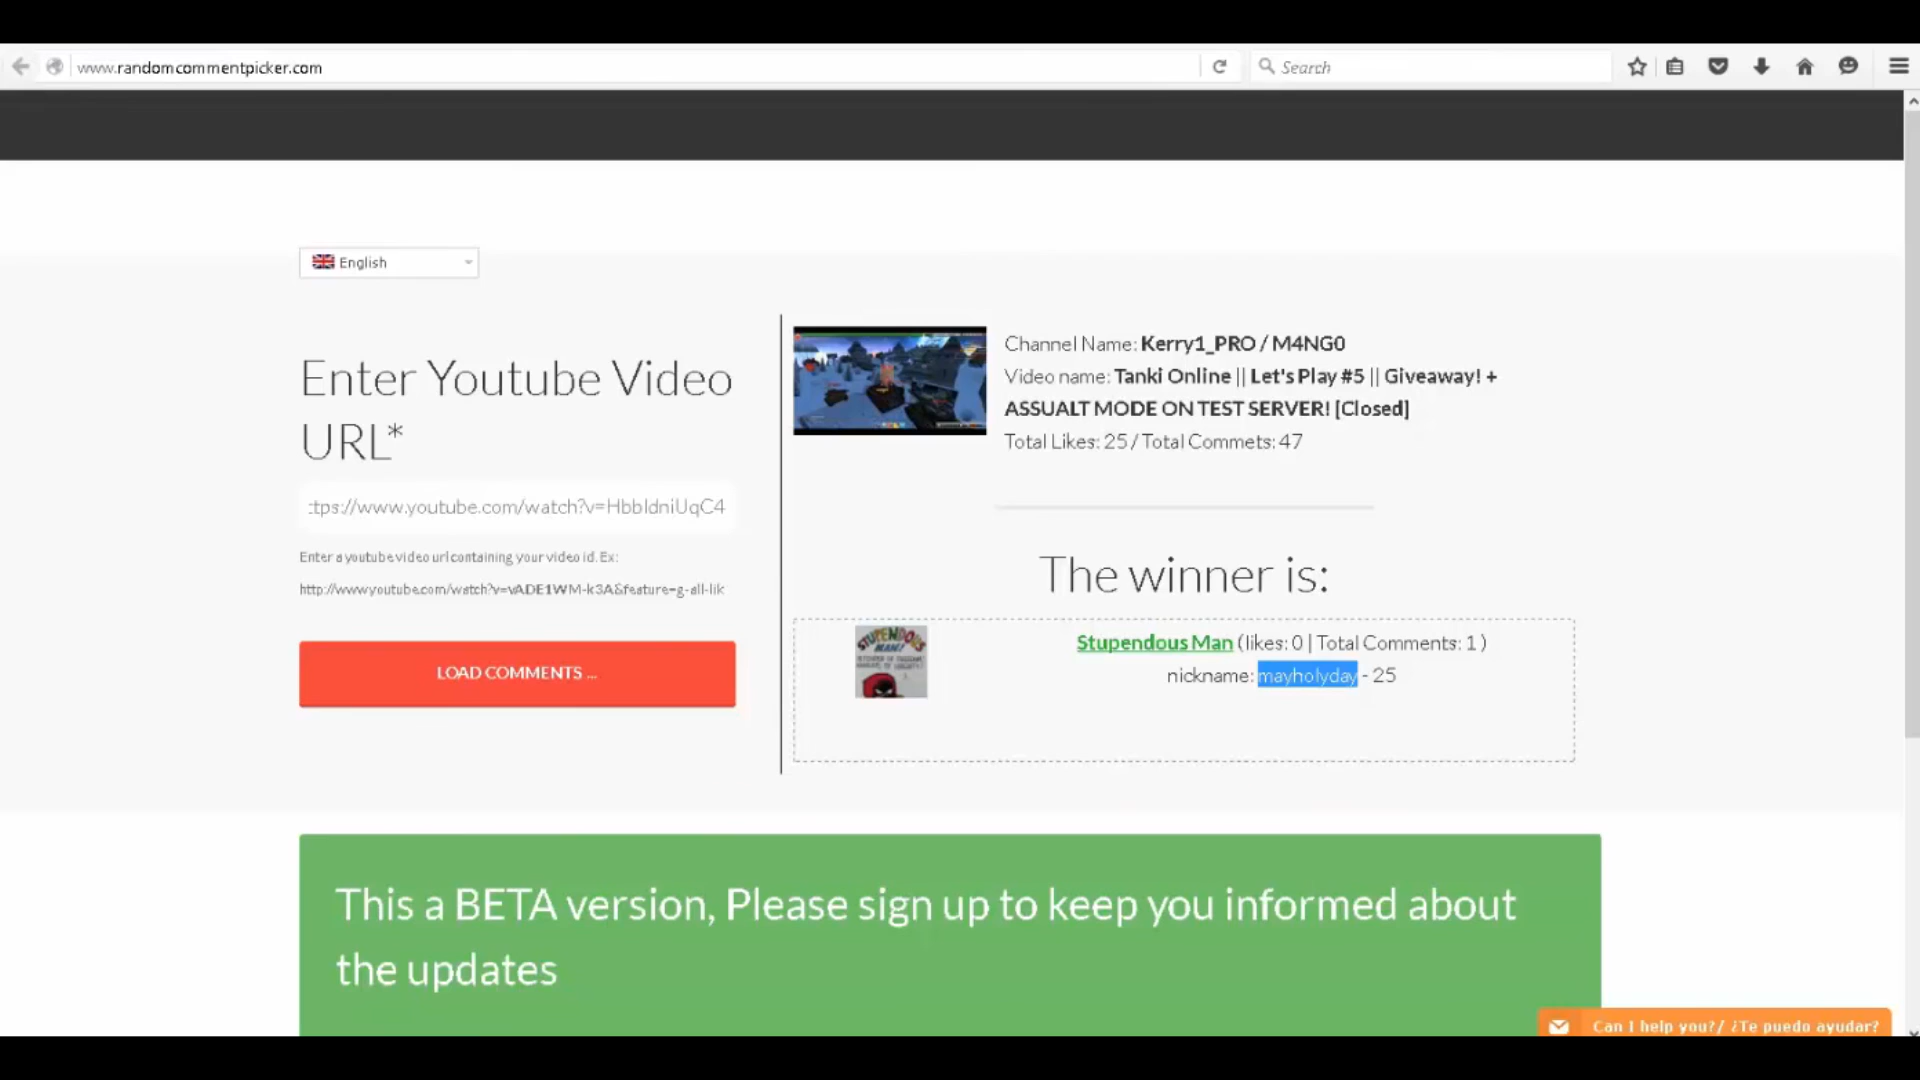 www.randomcommentpicker.com
Search
English
Enter Youtube Video
URL*
ttps://www.youtube.com/watch?v=HbbIdniUqC4
Enter a youtube video url containing your video id. Ex:
http://www.youtube.com/watch?v=vADE1WM-k3A&feature=g-all-lik
LOAD COMMENTS ...
Channel Name: Kerry1_PRO / M4NG0
Video name: Tanki Online || Let's Play #5 || Giveaway! +
ASSUALT MODE ON TEST SERVER! [Closed]
Total Likes: 25 / Total Commets: 47
The winner is:
STUPENDOUS
MAN!
Stupendous Man (likes: 0 | Total Comments: 1 )
nickname: mayholyday - 25
This a BETA version, Please sign up to keep you informed about
the updates
Can I help you?/ ¿Te puedo ayudar?